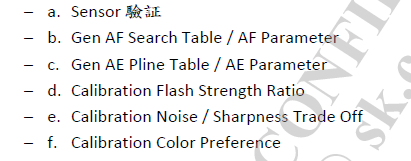 – a. Sensor 驗証
– b. Gen AF Search Table / AF Parameter
– c. Gen AE Pline Table / AE Parameter
– d. Calibration Flash Strength Ratio
– e. Calibration Noise / Sharpness Trade Off
– f. Calibration Color Preference